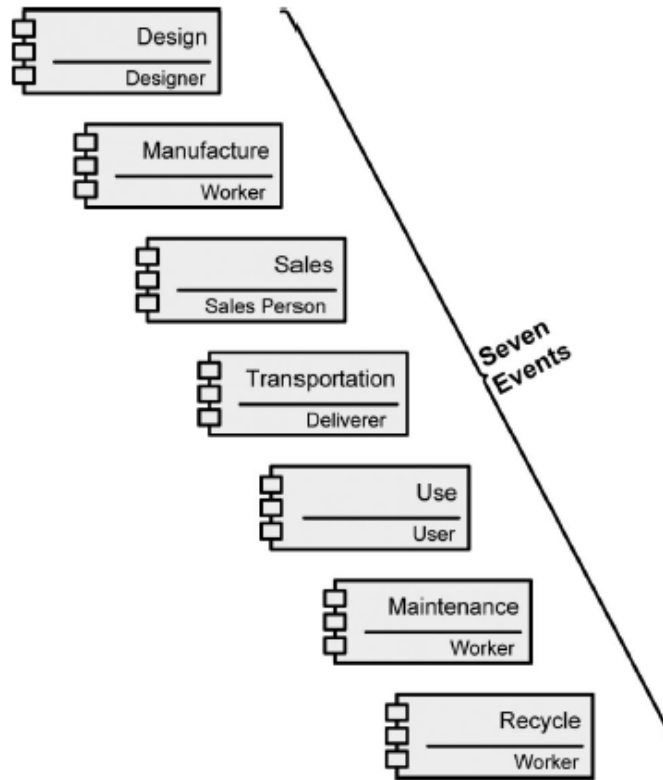 Design
Designer
Manufacture
Worker
Sales
Sales Person
Transportation
Deliverer
Seven
Events
Use
User
Maintenance
Worker
Recycle
Worker